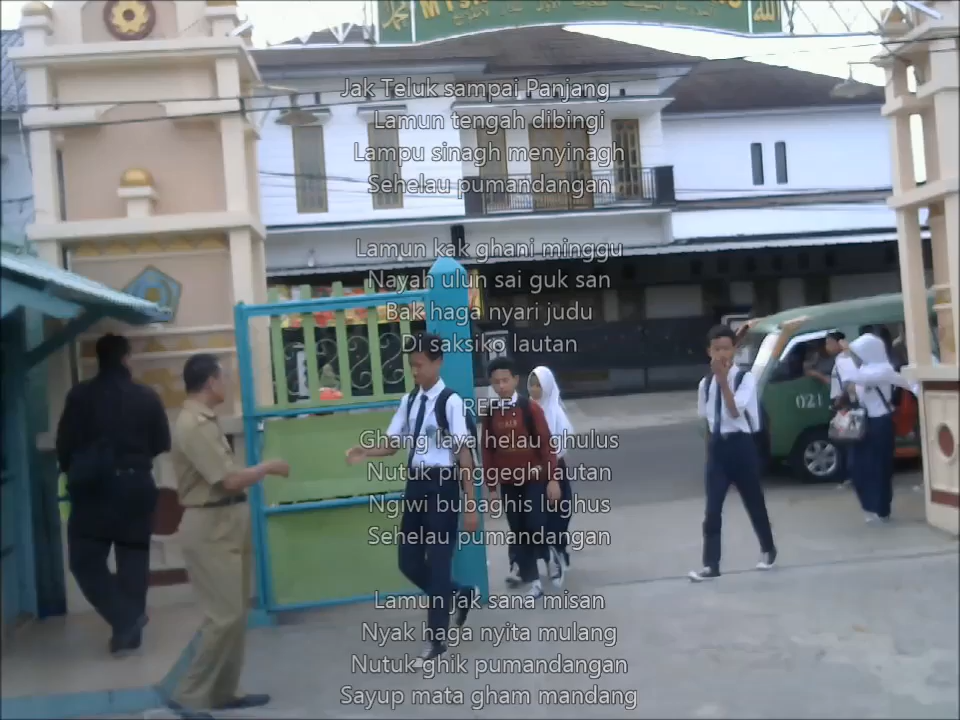 Jak Teluk sampai Panjang
Lamun tengah dibingi
Lampu sinagh menyinagh
Sehelau pumandangan
Lamun kak ghani minggu
Nayah ulun sai guk san
Bak haga nyari judu
Di saksiko lautan
REFF:
Ghang laya helau ghulus
Nutuk pinggegh lautan
Ngiwi bubaghis lughus
Sehelau pumandangan
Lamun jak sana misan
Nyak haga nyita mulang
Nutuk ghik pumandangan
Sayup mata gham mandang
021